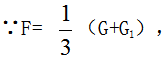 ∵F= 1/3 （G+G₁），